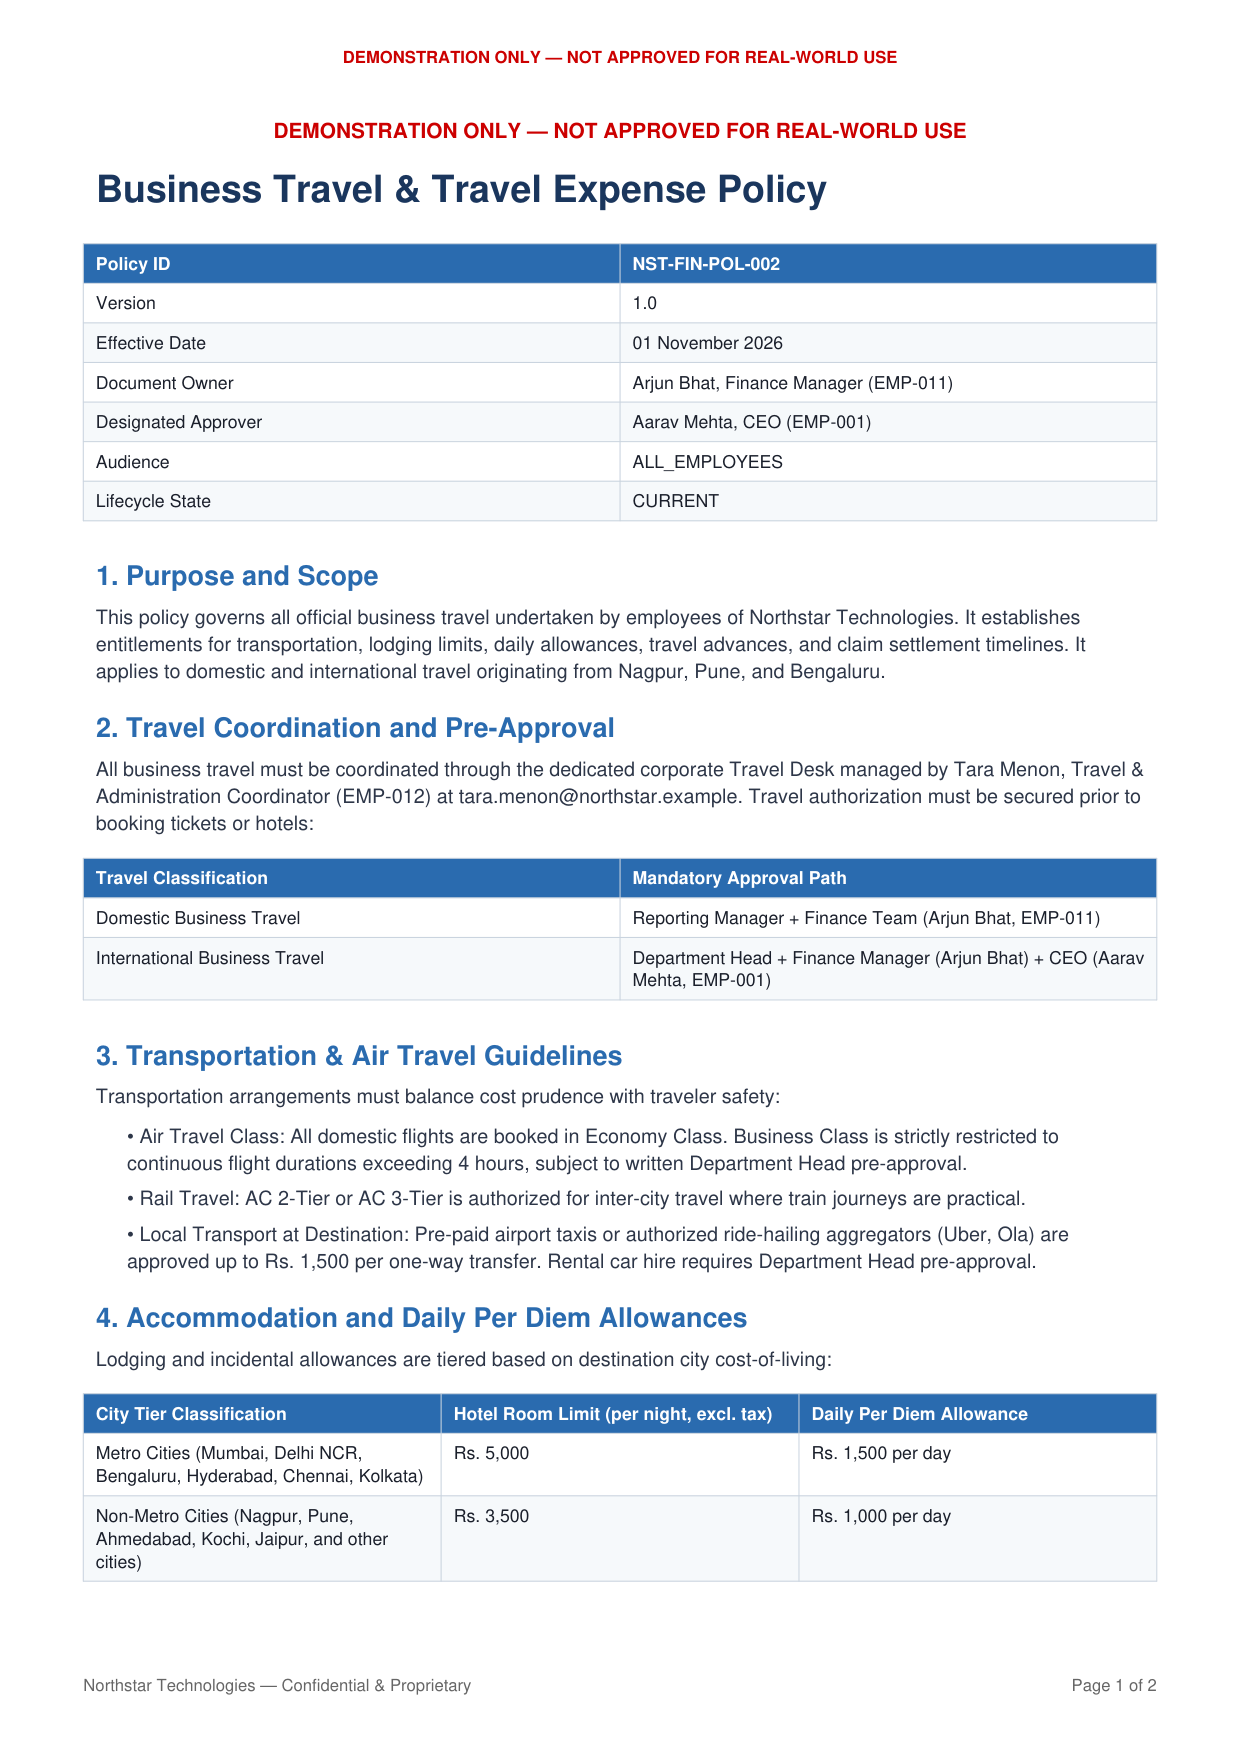 DEMONSTRATION ONLY — NOT APPROVED FOR REAL-WORLD USE
DEMONSTRATION ONLY — NOT APPROVED FOR REAL-WORLD USE
Business Travel & Travel Expense Policy
Policy ID NST-FIN-POL-002
Version 1.0
Effective Date 01 November 2026
Document Owner Arjun Bhat, Finance Manager (EMP-011)
Designated Approver Aarav Mehta, CEO (EMP-001)
Audience ALL_EMPLOYEES
Lifecycle State CURRENT
1. Purpose and Scope
This policy governs all official business travel undertaken by employees of Northstar Technologies. It establishes
entitlements for transportation, lodging limits, daily allowances, travel advances, and claim settlement timelines. It
applies to domestic and international travel originating from Nagpur, Pune, and Bengaluru.
2. Travel Coordination and Pre-Approval
All business travel must be coordinated through the dedicated corporate Travel Desk managed by Tara Menon, Travel &
Administration Coordinator (EMP-012) at tara.menon@northstar.example. Travel authorization must be secured prior to
booking tickets or hotels:
Travel Classification Mandatory Approval Path
Domestic Business Travel Reporting Manager + Finance Team (Arjun Bhat, EMP-011)
International Business Travel Department Head + Finance Manager (Arjun Bhat) + CEO (Aarav
Mehta, EMP-001)
3. Transportation & Air Travel Guidelines
Transportation arrangements must balance cost prudence with traveler safety:
• Air Travel Class: All domestic flights are booked in Economy Class. Business Class is strictly restricted to
continuous flight durations exceeding 4 hours, subject to written Department Head pre-approval.
• Rail Travel: AC 2-Tier or AC 3-Tier is authorized for inter-city travel where train journeys are practical.
• Local Transport at Destination: Pre-paid airport taxis or authorized ride-hailing aggregators (Uber, Ola) are
approved up to Rs. 1,500 per one-way transfer. Rental car hire requires Department Head pre-approval.
4. Accommodation and Daily Per Diem Allowances
Lodging and incidental allowances are tiered based on destination city cost-of-living:
City Tier Classification Hotel Room Limit (per night, excl. tax) Daily Per Diem Allowance
Metro Cities (Mumbai, Delhi NCR, Rs. 5,000 Rs. 1,500 per day
Bengaluru, Hyderabad, Chennai, Kolkata)
Non-Metro Cities (Nagpur, Pune, Rs. 3,500 Rs. 1,000 per day
Ahmedabad, Kochi, Jaipur, and other
cities)
Northstar Technologies — Confidential & Proprietary Page 1 of 2